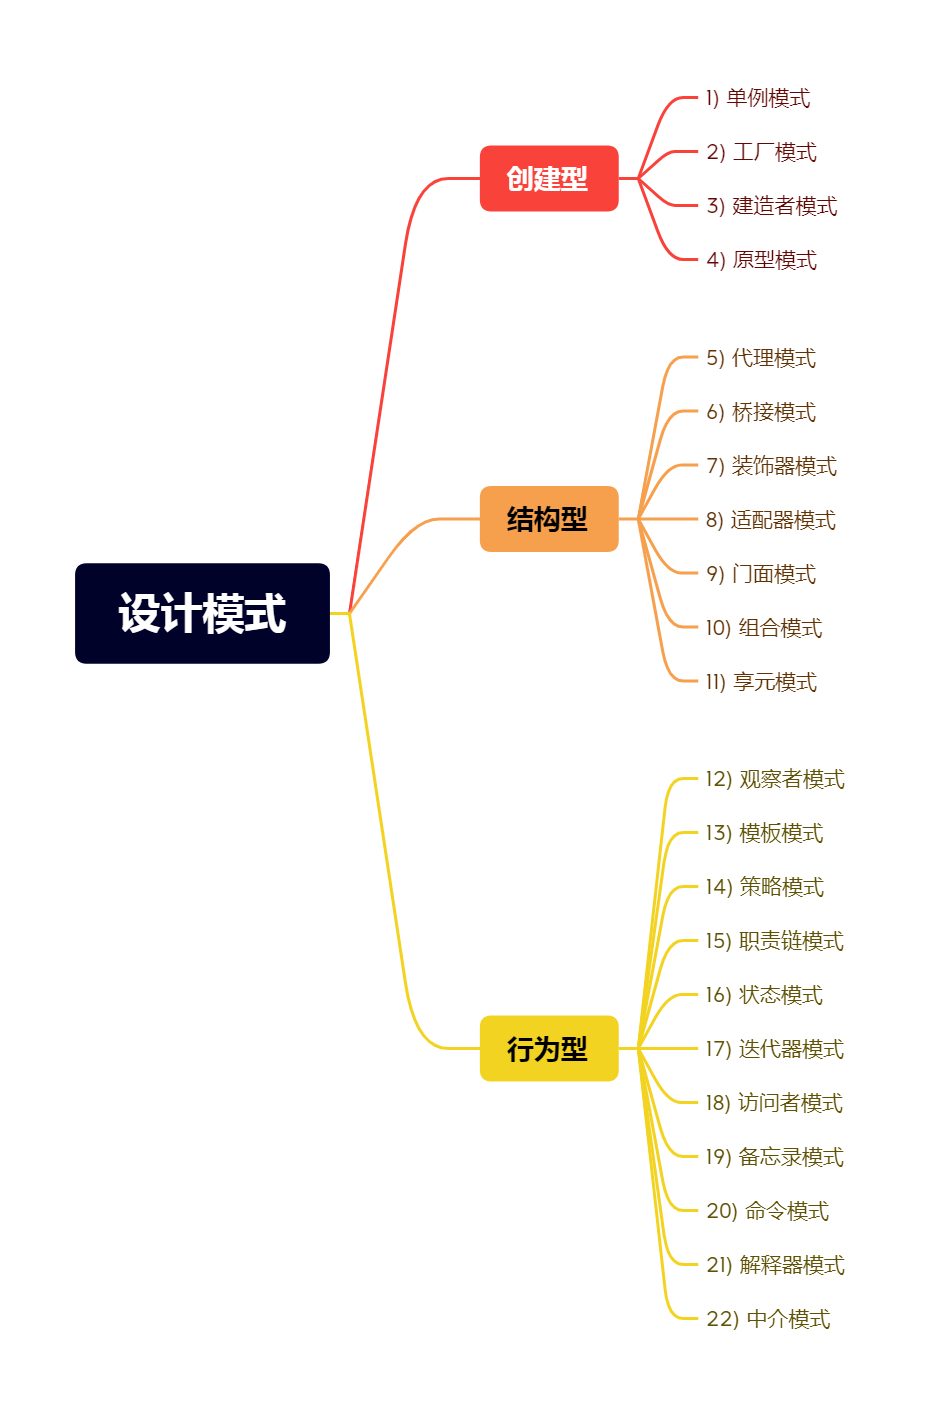 设计模式
创建型
1) 单例模式
2) 工厂模式
3) 建造者模式
4) 原型模式
结构型
5) 代理模式
6) 桥接模式
7) 装饰器模式
8) 适配器模式
9) 门面模式
10) 组合模式
11) 享元模式
行为型
12) 观察者模式
13) 模板模式
14) 策略模式
15) 职责链模式
16) 状态模式
17) 迭代器模式
18) 访问者模式
19) 备忘录模式
20) 命令模式
21) 解释器模式
22) 中介模式